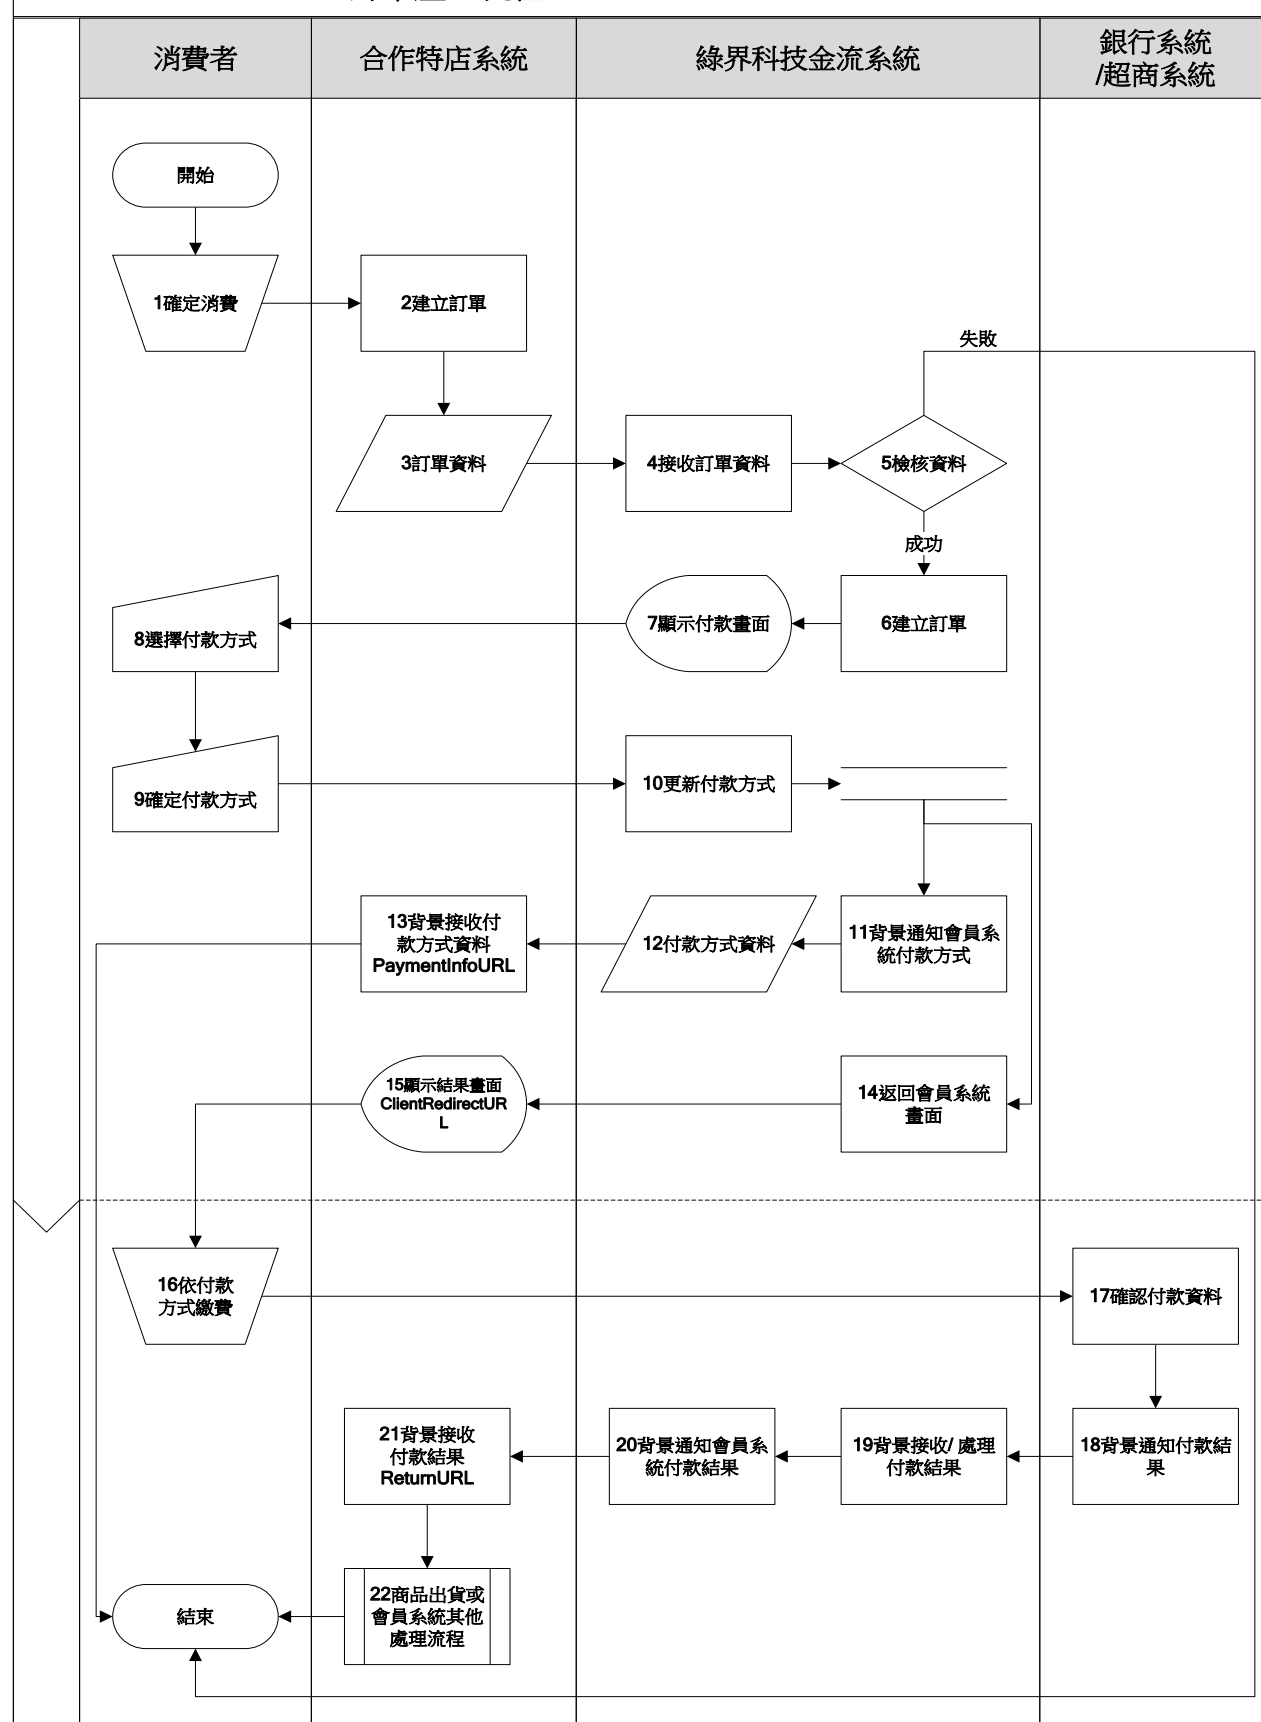 消費者
合作特店系統
綠界科技金流系統
銀行系統
/超商系統
開始
1確定消費
2建立訂單
失敗
3訂單資料
4接收訂單資料
5檢核資料
成功
8選擇付款方式
7顯示付款畫面
6建立訂單
9確定付款方式
10更新付款方式
13背景接收付
款方式資料
PaymentInfoURL
12付款方式資料
11背景通知會員系
統付款方式
15顯示結果畫面
ClientRedirectUR
L
14返回會員系統
畫面
16依付款
方式繳費
17確認付款資料
21背景接收
付款結果
ReturnURL
20背景通知會員系
統付款結果
19背景接收/ 處理
付款結果
18背景通知付款結
果
結束
22商品出貨或
會員系統其他
處理流程